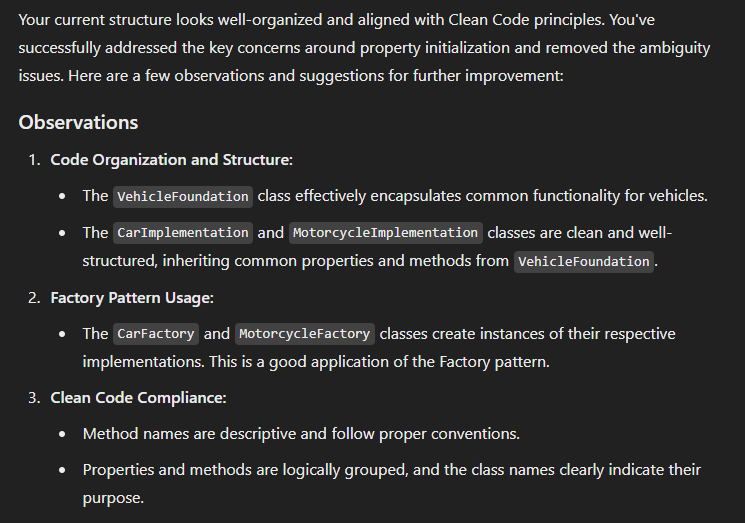 Your current structure looks well-organized and aligned with Clean Code principles. You've
successfully addressed the key concerns around property initialization and removed the ambiguity
issues. Here are a few observations and suggestions for further improvement:
Observations
1. Code Organization and Structure:
• The VehicleFoundation class effectively encapsulates common functionality for vehicles.
• The CarImplementation and MotorcycleImplementation classes are clean and well-
structured, inheriting common properties and methods from VehicleFoundation.
2. Factory Pattern Usage:
• The CarFactory and MotorcycleFactory classes create instances of their respective
implementations. This is a good application of the Factory pattern.
3. Clean Code Compliance:
• Method names are descriptive and follow proper conventions.
• Properties and methods are logically grouped, and the class names clearly indicate their
purpose.